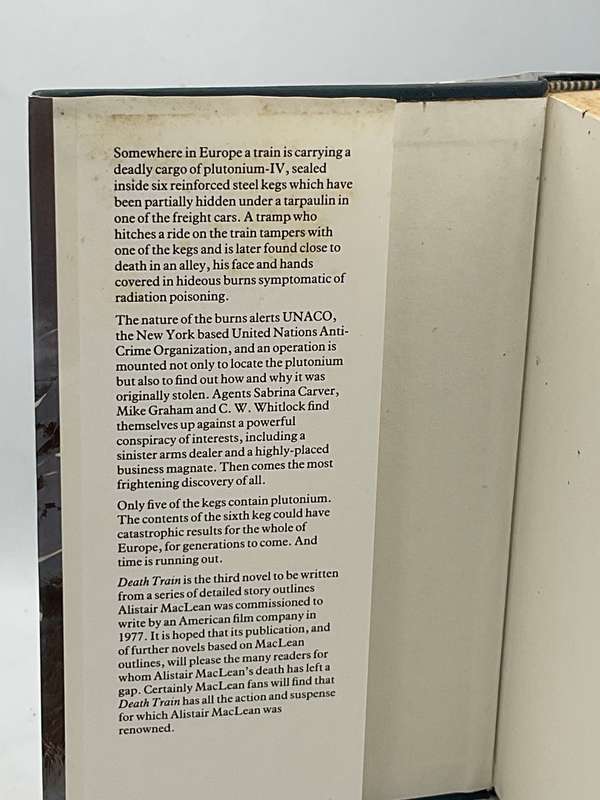 Somewhere in Europe a train is carrying a
deadly cargo of plutonium-IV, sealed
inside six reinforced steel kegs which have
been partially hidden under a tarpaulin in
one of the freight cars. A tramp who
hitches a ride on the train tampers with
one of the kegs and is later found close to
death in an alley, his face and hands
covered in hideous burns symptomatic of
radiation poisoning.
The nature of the burns alerts UNACO,
the New York based United Nations Anti-
Crime Organization, and an operation is
mounted not only to locate the plutonium
but also to find out how and why it was
originally stolen. Agents Sabrina Carver,
Mike Graham and C. W. Whitlock find
themselves up against a powerful
conspiracy of interests, including a
sinister arms dealer and a highly-placed
business magnate. Then comes the most
frightening discovery of all.
Only five of the kegs contain plutonium.
The contents of the sixth keg could have
catastrophic results for the whole of
Europe, for generations to come. And
time is running out.
Death Train is the third novel to be written
from a series of detailed story outlines
Alistair MacLean was commissioned to
write by an American film company in
1977. It is hoped that its publication, and
of further novels based on MacLean
outlines, will please the many readers for
whom Alistair MacLean's death has left a
gap. Certainly MacLean fans will find that
Death Train has all the action and suspense
for which Alistair MacLean was
renowned.